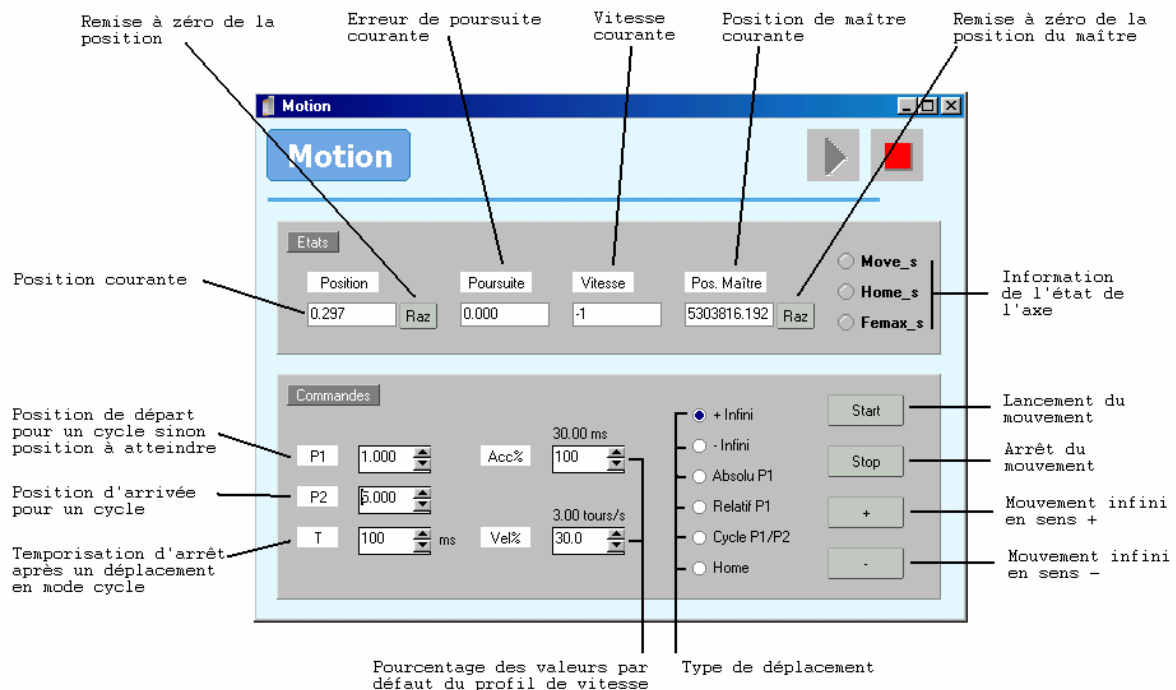 Remise à zéro de la
position
Erreur de poursuite
courante
Vitesse
courante
Position de maître
courante
Remise à zéro de la
position du maître
Motion
Motion
Etats
Position courante
Position
0.297
Raz
Poursuite
0.000
Vitesse
-1
Pos. Maître
5303816.192
Raz
Move_s
Home_s
Femax_s
Information
de l'état de
l'axe
Commandes
Position de départ
pour un cycle sinon
position à atteindre
Position d'arrivée
pour un cycle
Temporisation d'arrêt
après un déplacement
en mode cycle
P1
1.000
P2
5.000
T
100
ms
30.00 ms
Acc%
100
3.00 tours/s
Vel%
30.0
+ Infini
- Infini
Absolu P1
Relatif P1
Cycle P1/P2
Home
Start
Stop
+
-
Lancement du
mouvement
Arrêt du
mouvement
Mouvement infini
en sens +
Mouvement infini
en sens -
Pourcentage des valeurs par
défaut du profil de vitesse
Type de déplacement